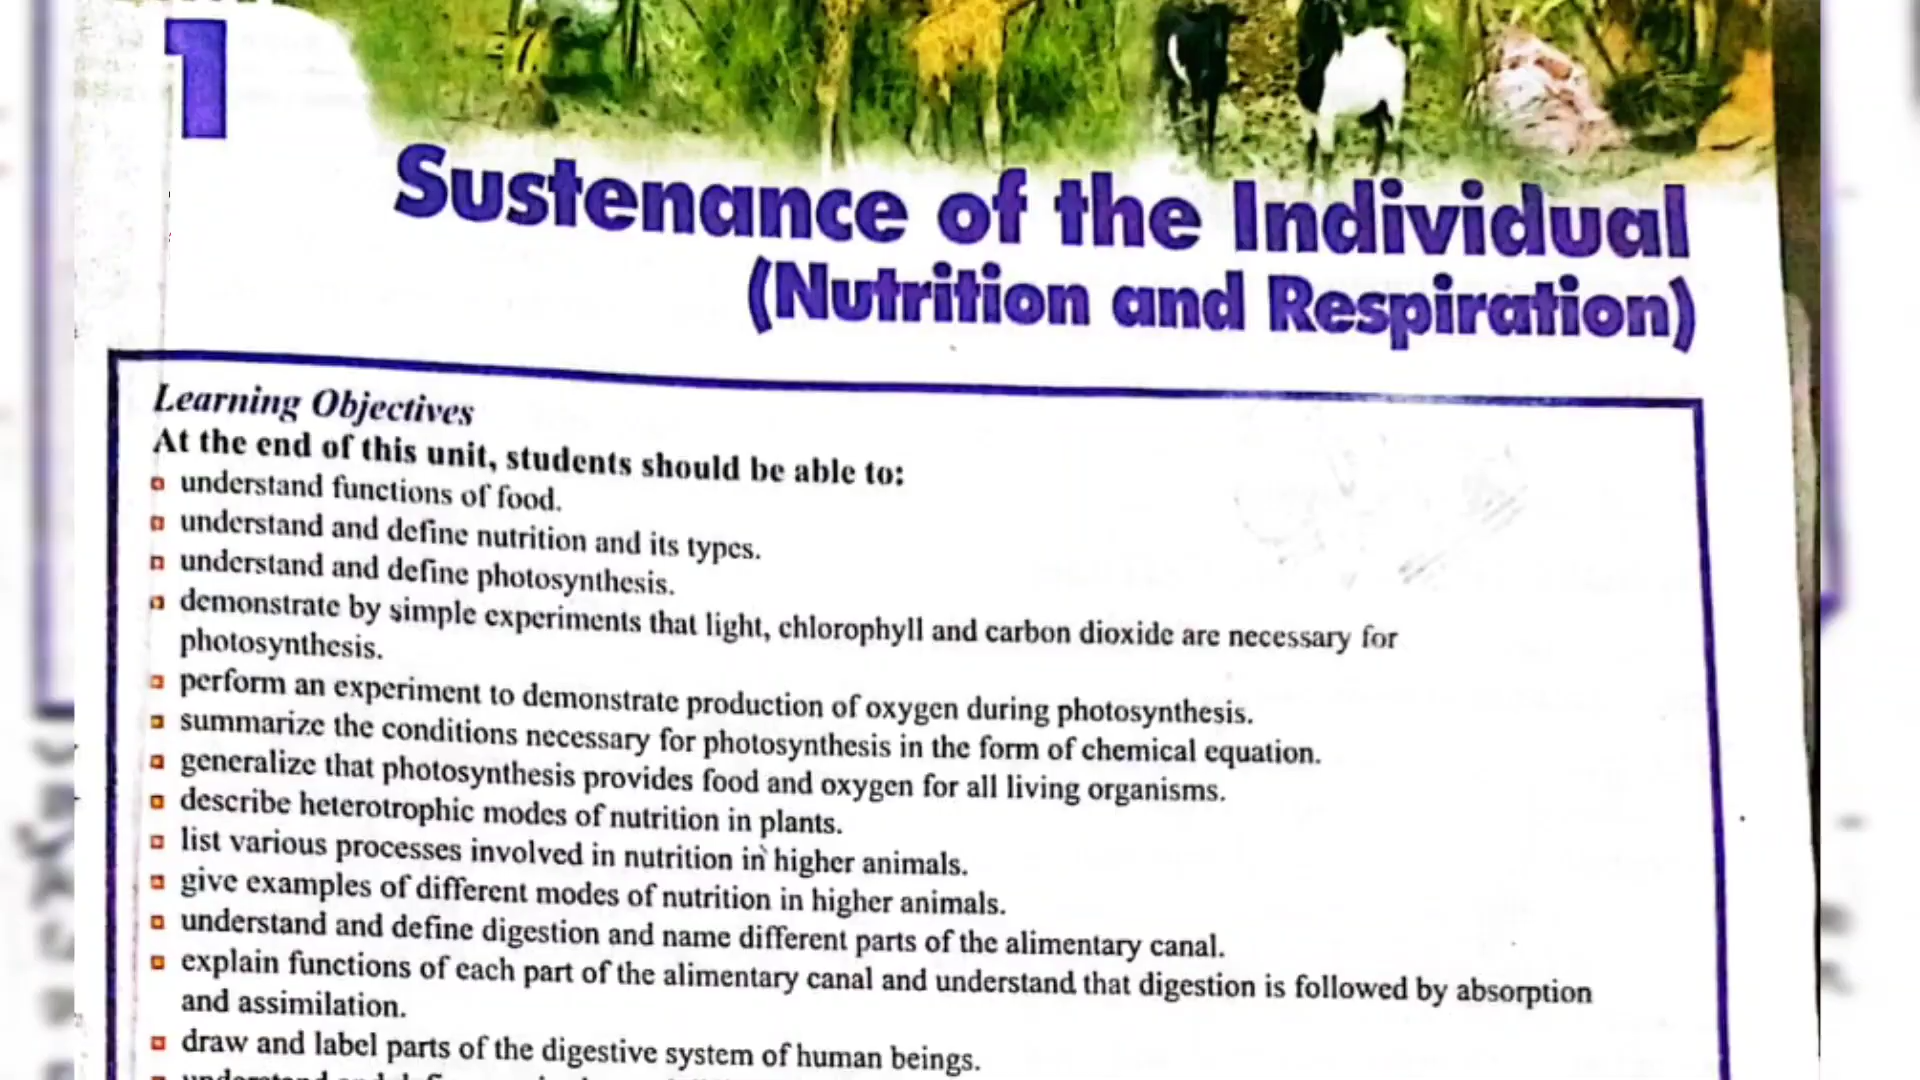 1
Sustenance of the Individual
(Nutrition and Respiration)
Learning Objectives
At the end of this unit, students should be able to:
understand functions of food.
understand and define nutrition and its types.
understand and define photosynthesis.
demonstrate by simple experiments that light, chlorophyll and carbon dioxide are necessary for
photosynthesis.
perform an experiment to demonstrate production of oxygen during photosynthesis.
summarize the conditions necessary for photosynthesis in the form of chemical equation.
generalize that photosynthesis provides food and oxygen for all living organisms.
describe heterotrophic modes of nutrition in plants.
list various processes involved in nutrition in higher animals.
give examples of different modes of nutrition in higher animals.
understand and define digestion and name different parts of the alimentary canal.
explain functions of each part of the alimentary canal and understand that digestion is followed by absorption
and assimilation.
draw and label parts of the digestive system of human beings.